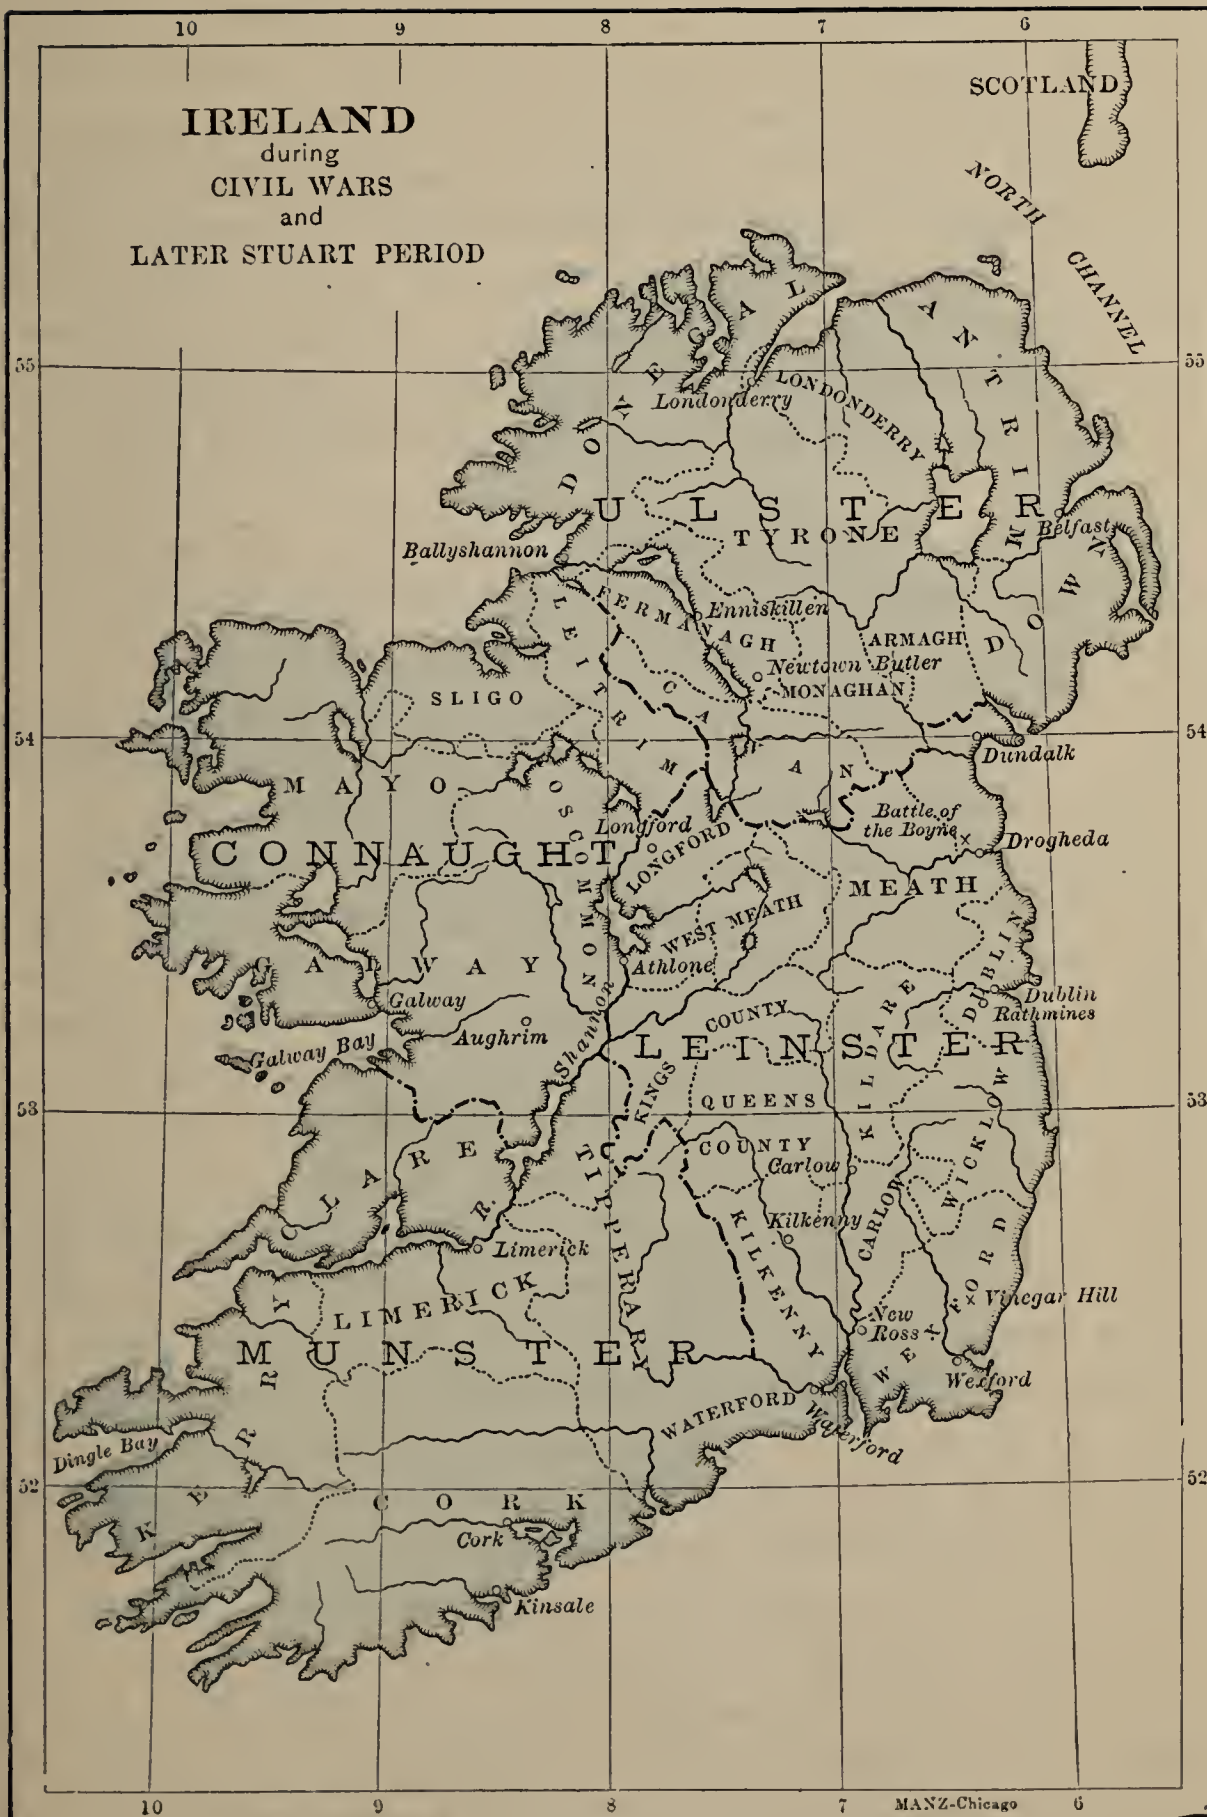 10 9 8 7 6
IRELAND
during
CIVIL WARS
and
LATER STUART PERIOD
SCOTLAND
NORTH
CHANNEL
55
55
DONEGAL
Londonderry
LONDONDERRY
ANTRIM
ULSTER
TYRONE
Belfast
DOWN
Ballyshannon
FERMANAGH
Enniskillen
LEITRIM
ARMAGH
Newtown Butler
MONAGHAN
SLIGO
CAVAN
54
54
Dundalk
MAYO
ROSCOMMON
Longford
LONGFORD
Battle of
the Boyne
Drogheda
CONNAUGHT
MEATH
WEST MEATH
Athlone
GALWAY
Galway
Aughrim
Shannon
DUBLIN
Dublin
Rathmines
Galway Bay
KINGS
COUNTY
LEINSTER
KILDARE
53
53
QUEENS
COUNTY
WICKLOW
CLARE
TIPPERARY
Carlow
CARLOW
Kilkenny
KILKENNY
Limerick
LIMERICK
Vinegar Hill
New
Ross
WEXFORD
Wexford
MUNSTER
WATERFORD
Waterford
Dingle Bay
KERRY
52
52
CORK
Cork
Kinsale
10 9 7 6
MANZ-Chicago